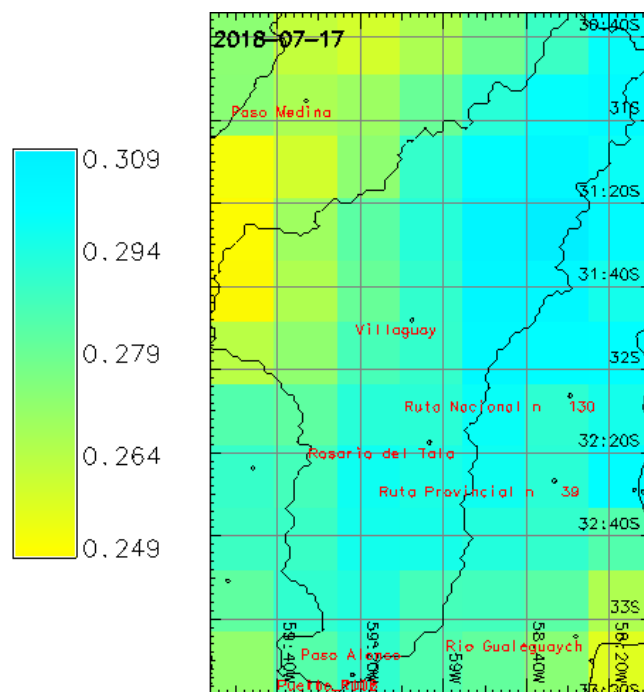 2018-07-17
30:40S
Paso Medina
31S
0.309
31:20S
0.294
31:40S
Villaguay
0.279
32S
Ruta Nacional n 130
32:20S
Rosario del Tala
0.264
Ruta Provincial n 39
32:40S
0.249
33S
59:40W
59:20W
59W
58:40W
58:20W
Rio Gualeguaych
Paso Alonso
Puerto Ruiz